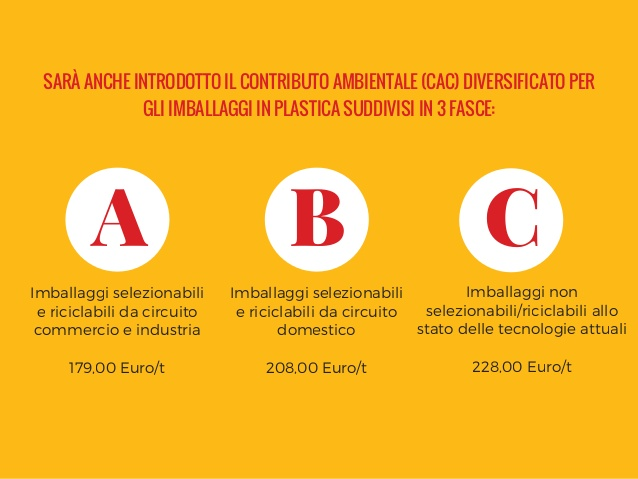 SARÀ ANCHE INTRODOTTO IL CONTRIBUTO AMBIENTALE (CAC) DIVERSIFICATO PER
GLI IMBALLAGGI IN PLASTICA SUDDIVISI IN 3 FASCE:
A
Imballaggi selezionabili
e riciclabili da circuito
commercio e industria
179,00 Euro/t
B
Imballaggi selezionabili
e riciclabili da circuito
domestico
208,00 Euro/t
C
Imballaggi non
selezionabili/riciclabili allo
stato delle tecnologie attuali
228,00 Euro/t